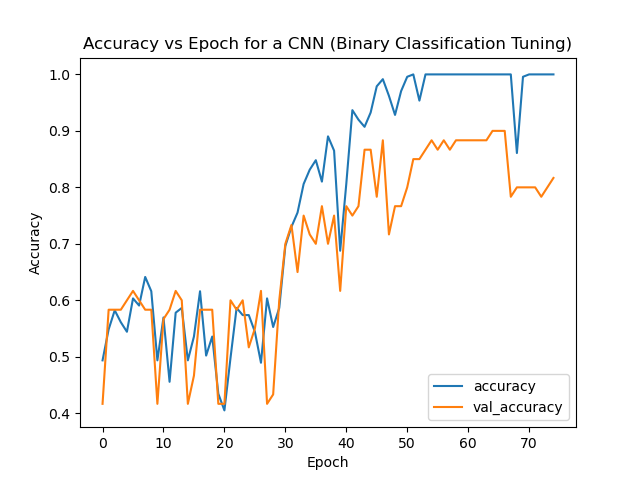 Accuracy vs Epoch for a CNN (Binary Classification Tuning)
1.0
0.9
0.8
0.7
0.6
0.5
0.4
Accuracy
accuracy
val_accuracy
0 10 20 30 40 50 60 70
Epoch